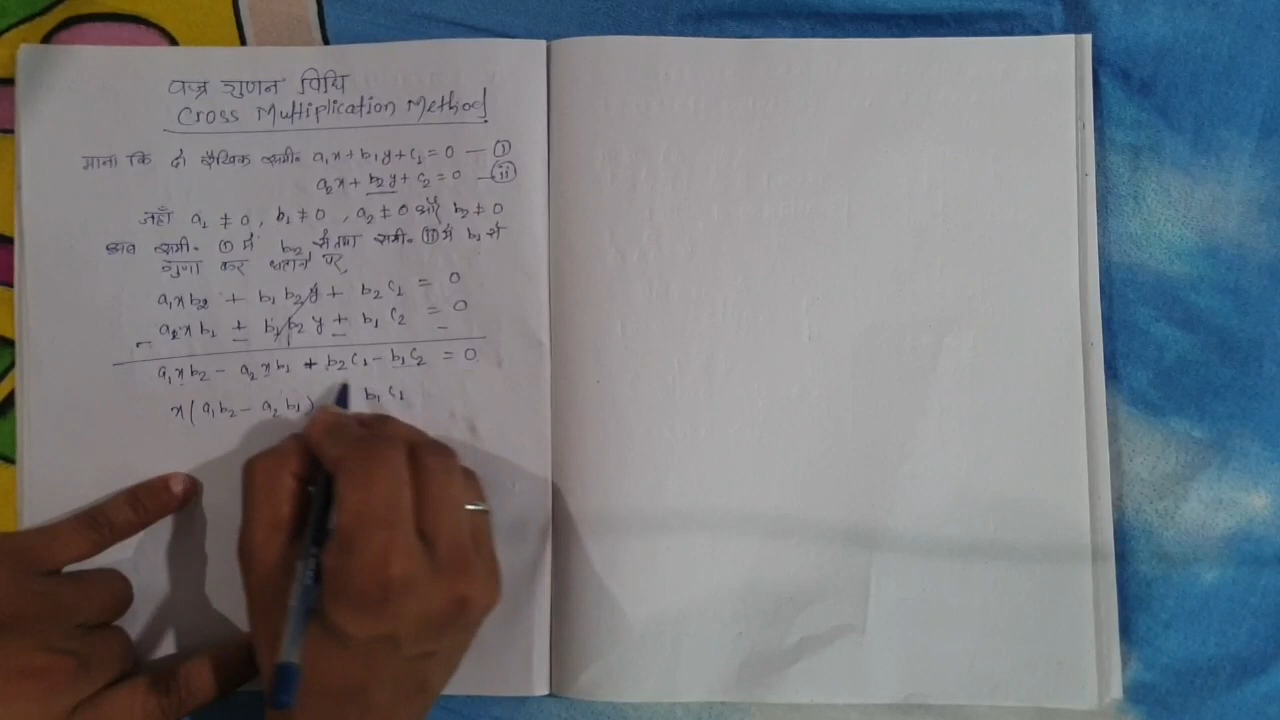 वज्र गुणन विधि
Cross Multiplication Method
माना कि दो रैखिक समी॰ a₁x + b₁y + c₁ = 0 — (i)
a₂x + b₂y + c₂ = 0 — (ii)
जहाँ a₁ ≠ 0, b₁ ≠ 0, a₂ ≠ 0 और b₂ ≠ 0
अब समी॰ (i) में b₂ से तथा समी॰ (ii) में b₁ से
गुणा कर घटाने पर,
a₁xb₂ + b₁b₂y + b₂c₁ = 0
- a₂xb₁ ± b₁b₂y ± b₁c₂ = 0
a₁xb₂ - a₂xb₁ + b₂c₁ - b₁c₂ = 0
x(a₁b₂ - a₂b₁) b₁c₂